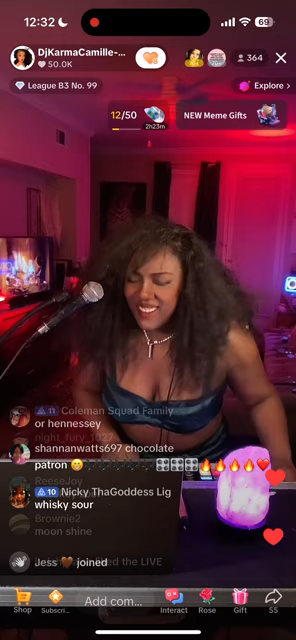 12:32
69
DjKarmaCamille-...
50.0K
364
League B3 No. 99
Explore >
12/50
2h23m
NEW Meme Gifts
11 Coleman Squad Family
or hennessey
night_fury_1027
shannanwatts697 chocolate
patron
ReeseJoy
10 Nicky ThaGoddess Lig
whisky sour
Brownie2
moon shine
Jess joined
the LIVE
Shop
Subscri...
Add com...
Interact
Rose
Gift
55